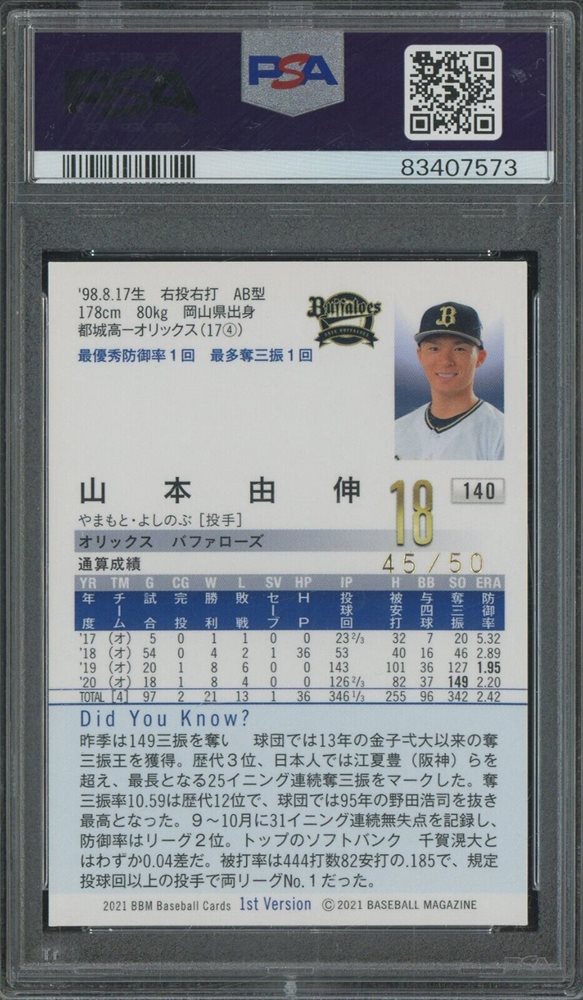 PSA
83407573
'98.8.17生 右投右打 AB型
178cm 80kg 岡山県出身
都城高ーオリックス(17④)
最優秀防御率1回 最多奪三振1回
Buffaloes
B
山本由伸
18
140
やまもと・よしのぶ[投手]
オリックス バファローズ
45/50
通算成績
YR TM G CG W L SV HP IP H BB SO ERA
年度 チーム 試合 完投 勝利 敗戦 セーブ HP 投球回 被安打 与四球 奪三振 防御率
'17 (オ) 5 0 1 1 0 0 23 2/3 32 7 20 5.32
'18 (オ) 54 0 4 2 1 36 53 40 16 46 2.89
'19 (オ) 20 1 8 6 0 0 143 101 36 127 1.95
'20 (オ) 18 1 8 4 0 0 126 2/3 82 37 149 2.20
TOTAL [4] 97 2 21 13 1 36 346 1/3 255 96 342 2.42
Did You Know?
昨季は149三振を奪い 球団では13年の金子弌大以来の奪
三振王を獲得。歴代3位、日本人では江夏豊(阪神)らを
超え、最長となる25イニング連続奪三振をマークした。奪
三振率10.59は歴代12位で、球団では95年の野田浩司を抜き
最高となった。9〜10月に31イニング連続無失点を記録し、
防御率はリーグ2位。トップのソフトバンク 千賀滉大と
はわずか0.04差だ。被打率は444打数82安打の.185で、規定
投球回以上の投手で両リーグNo.1だった。
2021 BBM Baseball Cards 1st Version ©2021 BASEBALL MAGAZINE